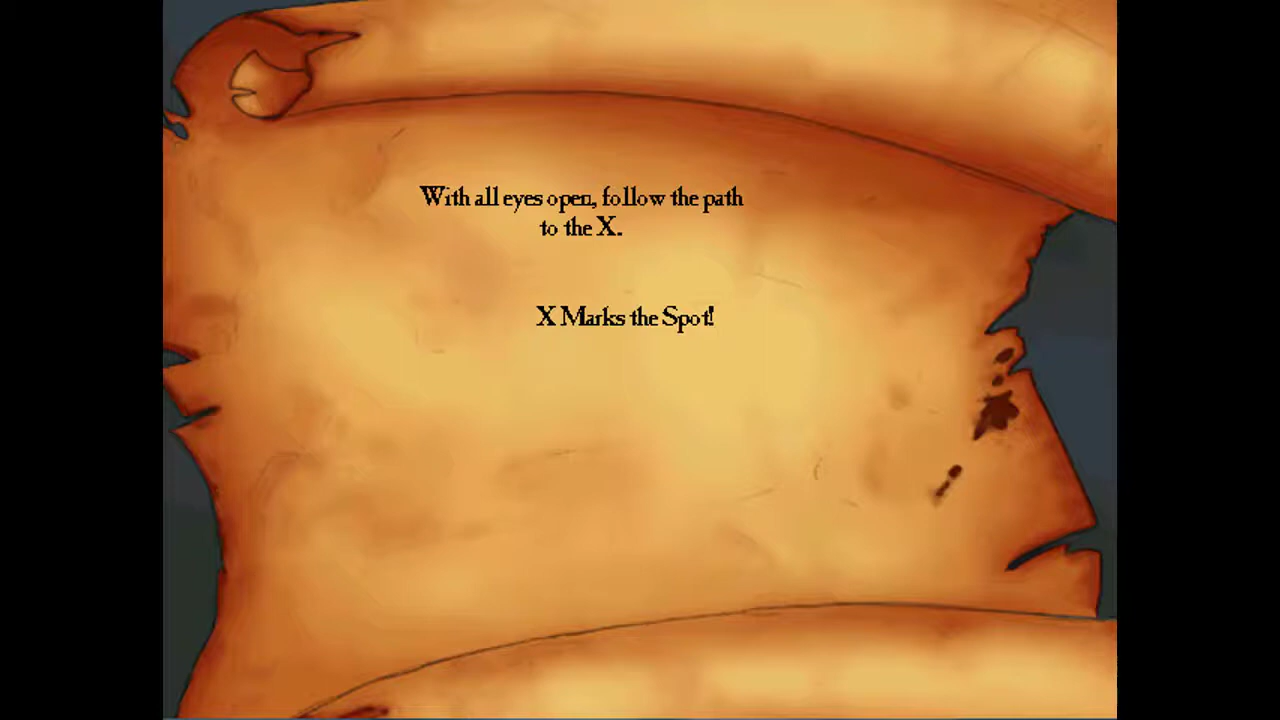 With all eyes open, follow the path
to the X.
X Marks the Spot!